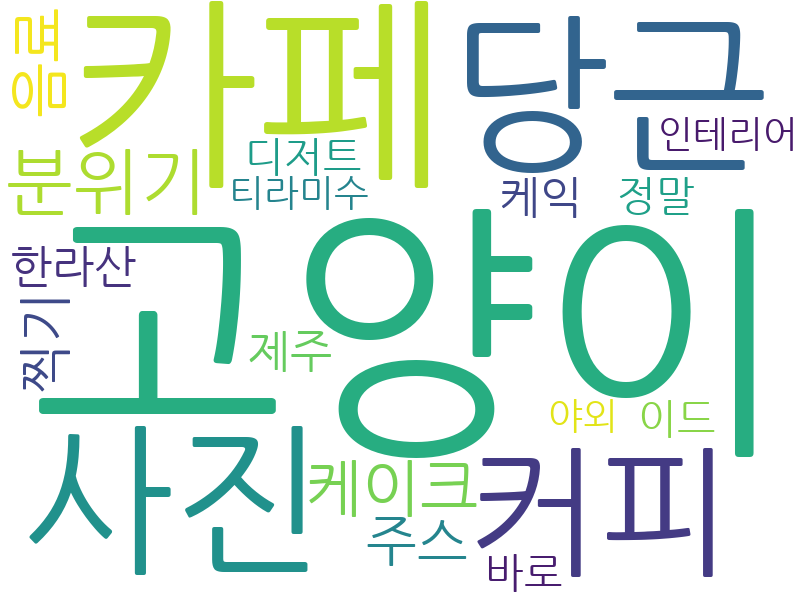 음료
카페
당근
인테리어
분위기
디저트
티라미수
케익
정말
고양이
한라산
찍기
제주
야외
이드
사진
케이크
커피
주스
바로